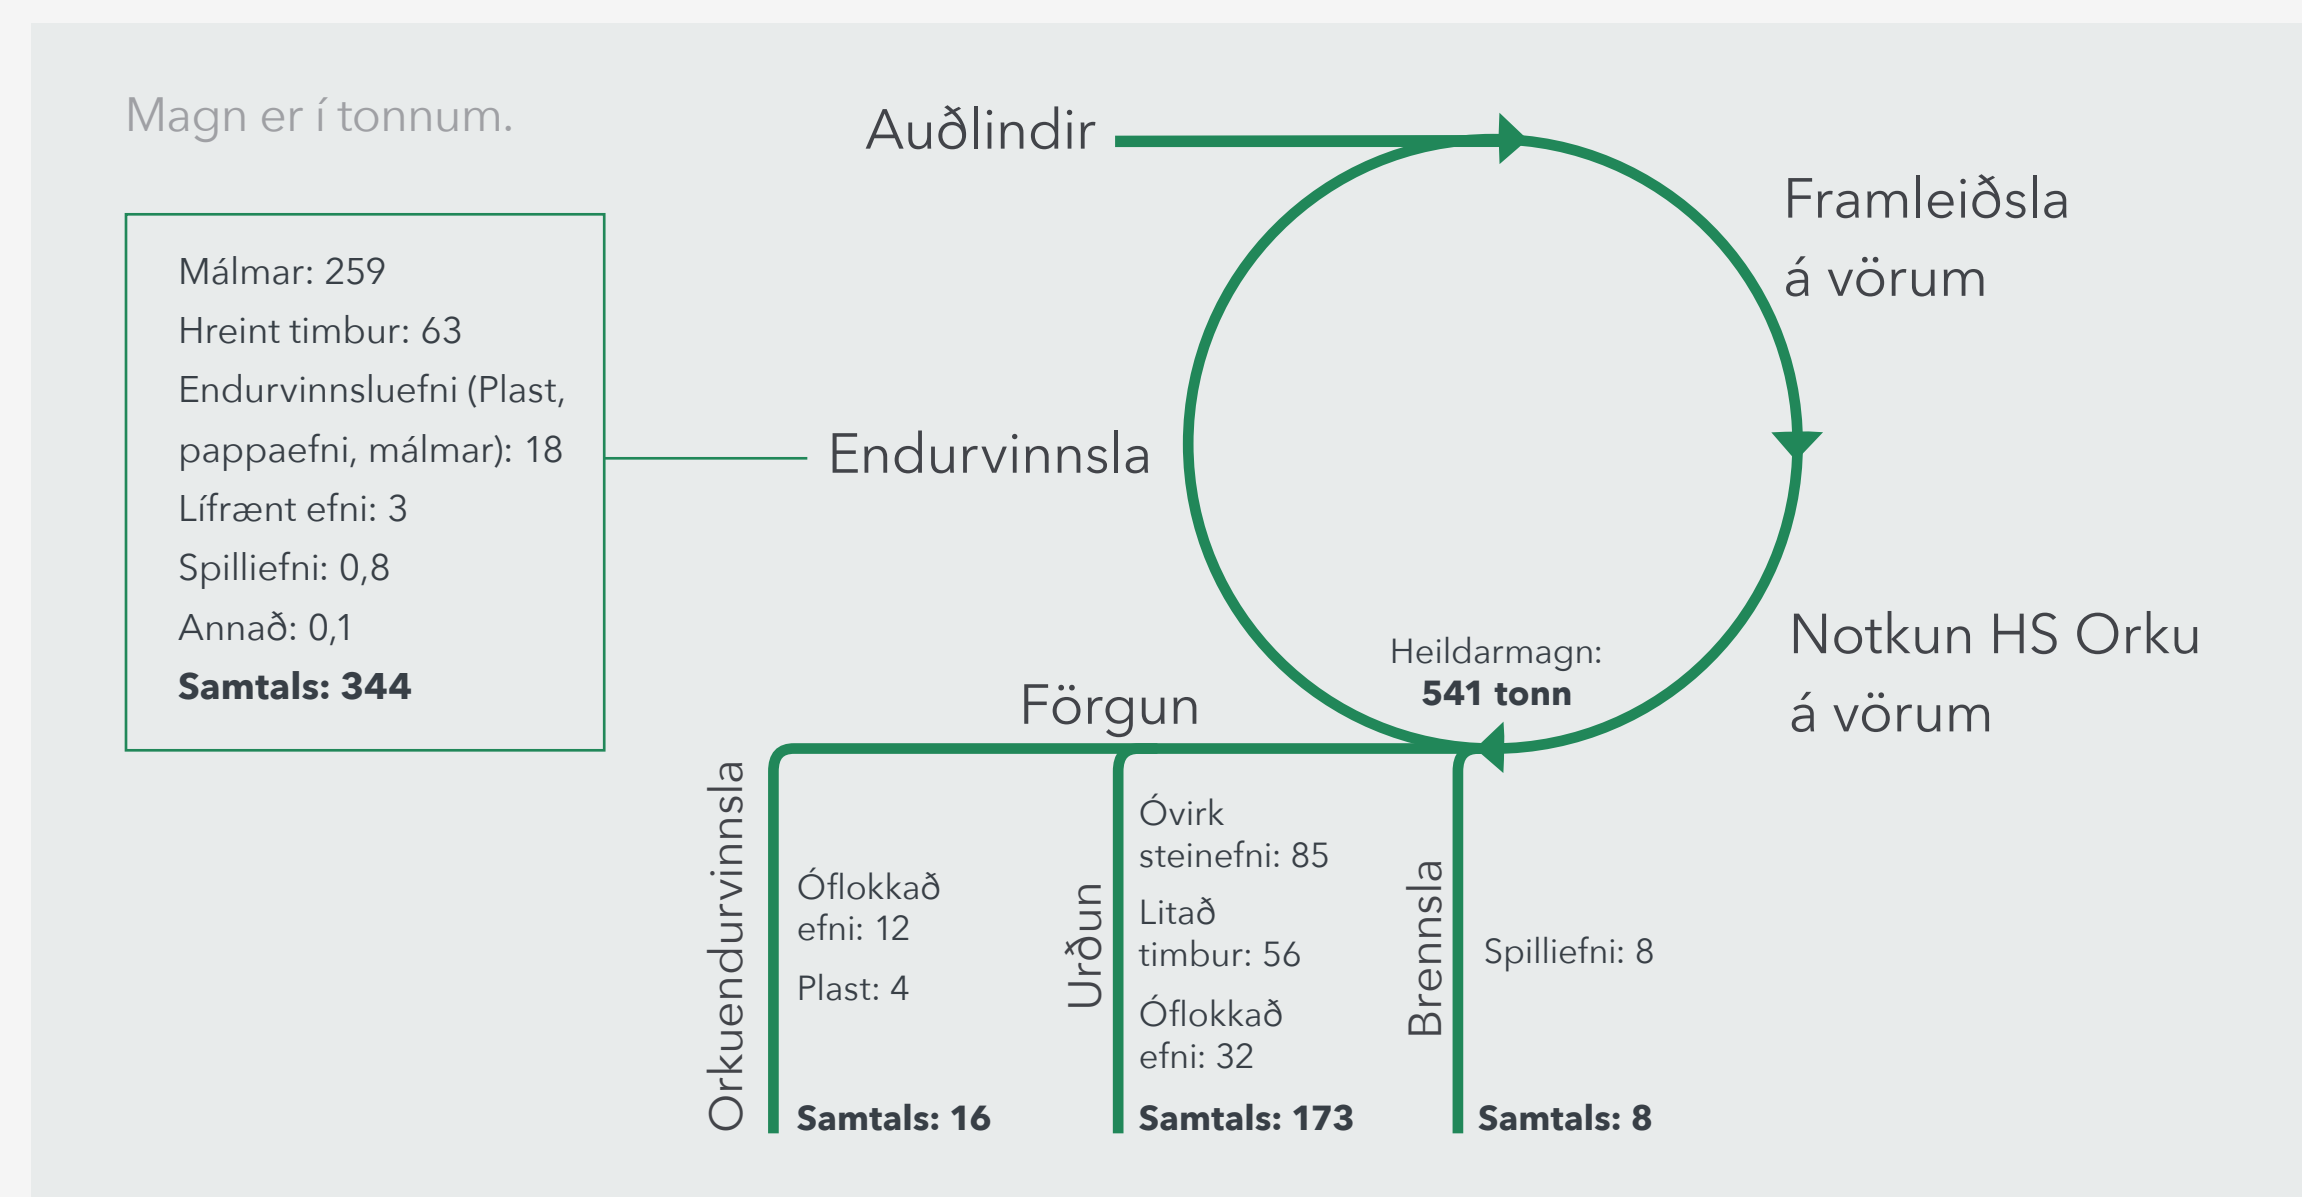 Magn er í tonnum.
Málmar: 259
Hreint timbur: 63
Endurvinnsluefni (Plast,
pappaefni, málmar): 18
Lífrænt efni: 3
Spilliefni: 0,8
Annað: 0,1
Samtals: 344
Auðlindir
Framleiðsla
á vörum
Endurvinnsla
Notkun HS Orku
á vörum
Heildarmagn:
541 tonn
Förgun
Orkuendurvinnsla
Óflokkað
efni: 12
Plast: 4
Samtals: 16
Urðun
Óvirk
steinefni: 85
Litað
timbur: 56
Óflokkað
efni: 32
Samtals: 173
Brennsla
Spilliefni: 8
Samtals: 8